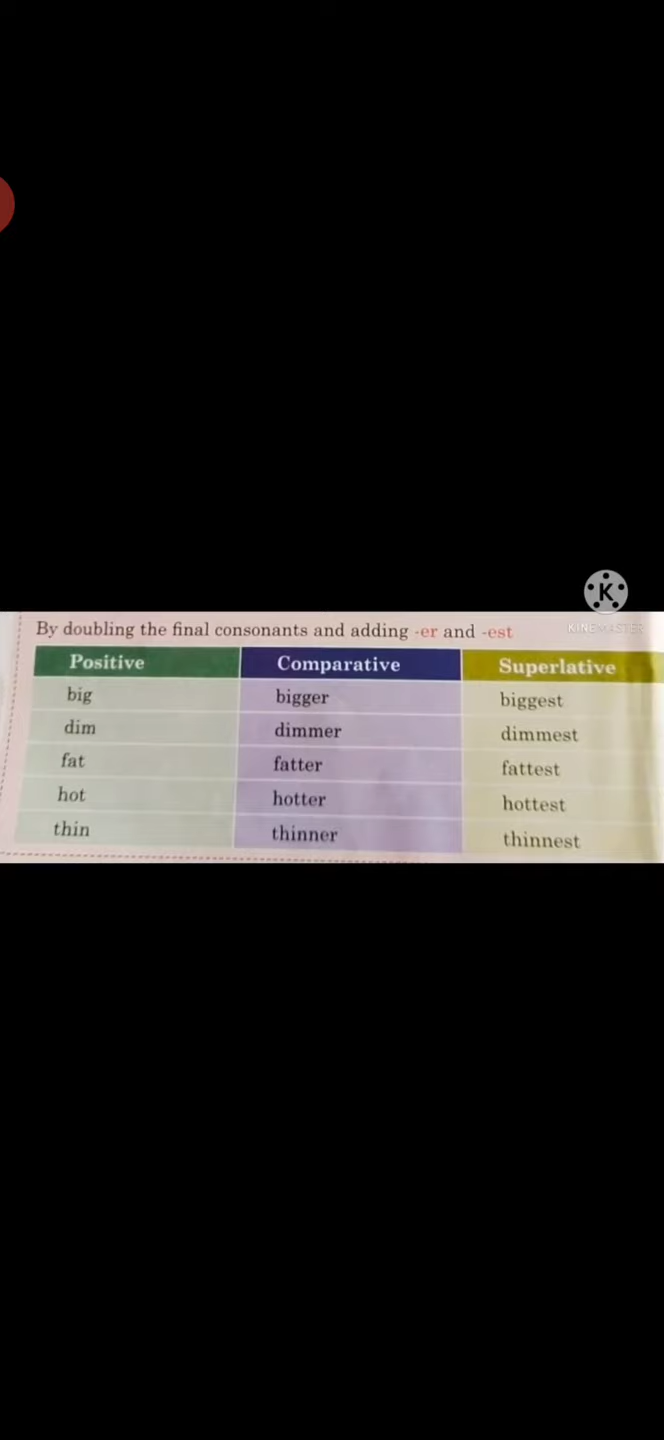 K
KINEMASTER
By doubling the final consonants and adding -er and -est
Positive Comparative Superlative
big bigger biggest
dim dimmer dimmest
fat fatter fattest
hot hotter hottest
thin thinner thinnest